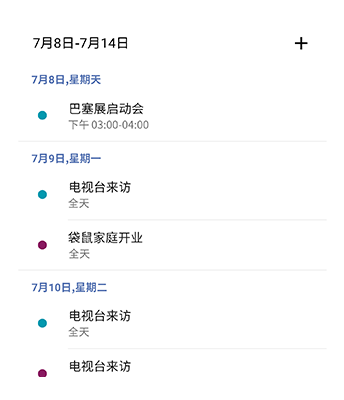 7月8日-7月14日
7月8日,星期天
巴塞展启动会
下午 03:00-04:00
7月9日,星期一
电视台来访
全天
袋鼠家庭开业
全天
7月10日,星期二
电视台来访
全天
电视台来访